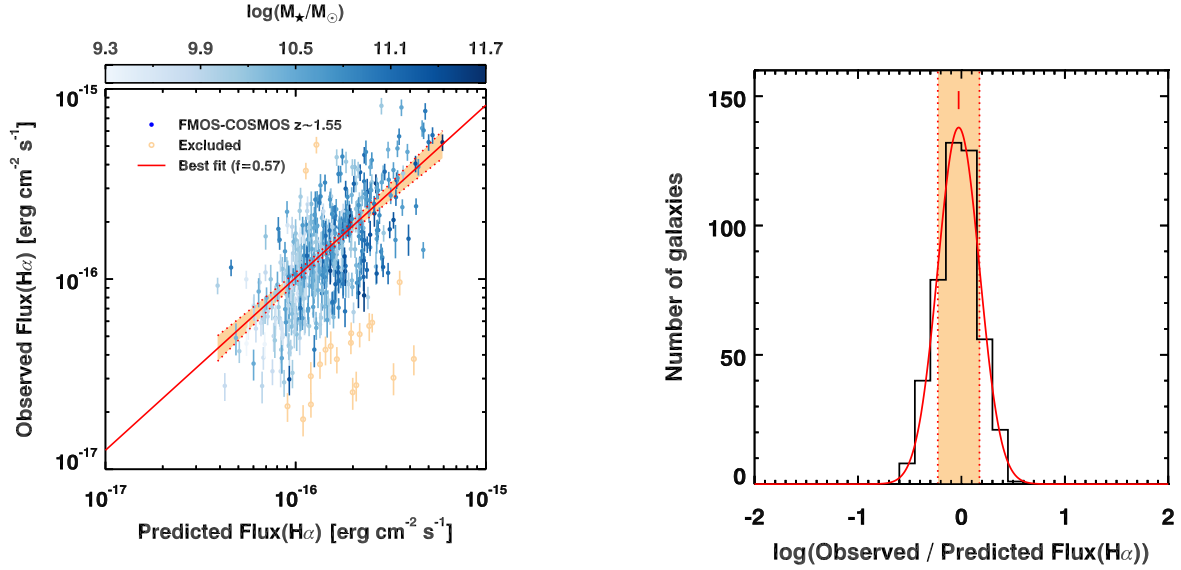 log(M★/M☉)
9.3 9.9 10.5 11.1 11.7
10⁻¹⁵
FMOS-COSMOS z~1.55
Excluded
Best fit (f=0.57)
Observed Flux(Hα) [erg cm⁻² s⁻¹]
10⁻¹⁶
10⁻¹⁷
10⁻¹⁷ 10⁻¹⁶ 10⁻¹⁵
Predicted Flux(Hα) [erg cm⁻² s⁻¹]
150
100
50
0
Number of galaxies
-2 -1 0 1 2
log(Observed / Predicted Flux(Hα))